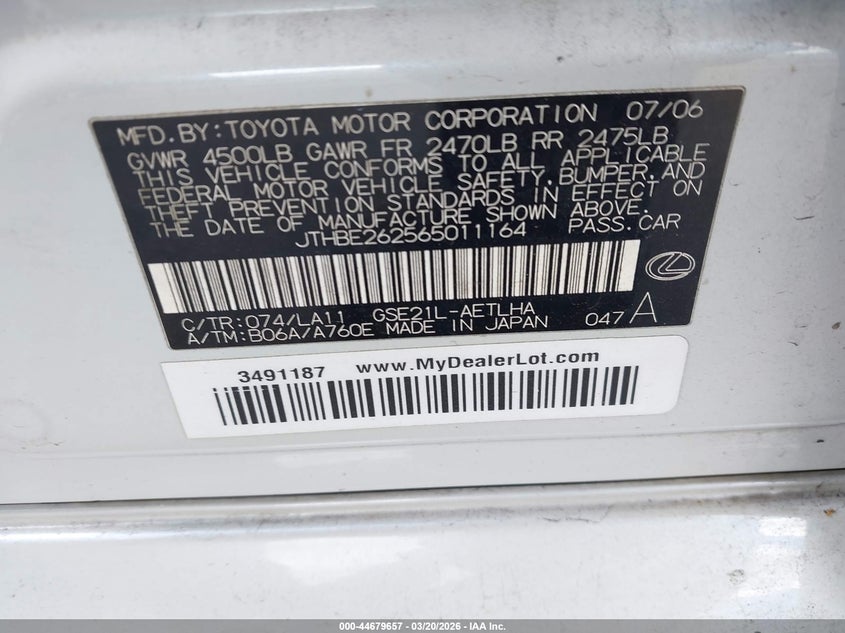 MFD.BY:TOYOTA MOTOR CORPORATION 07/06
GVWR 4500LB GAWR FR 2470LB RR 2475LB
THIS VEHICLE CONFORMS TO ALL APPLICABLE
FEDERAL MOTOR VEHICLE SAFETY,BUMPER,AND
THEFT PREVENTION STANDARDS IN EFFECT ON
THE DATE OF MANUFACTURE SHOWN ABOVE.
JTHBE262565011164 PASS.CAR
C/TR:074/LA11 GSE21L-AETLHA
A/TM:B06A/A760E MADE IN JAPAN 047 A
3491187 www.MyDealerLot.com
000-44679657 - 03/20/2026 - IAA Inc.